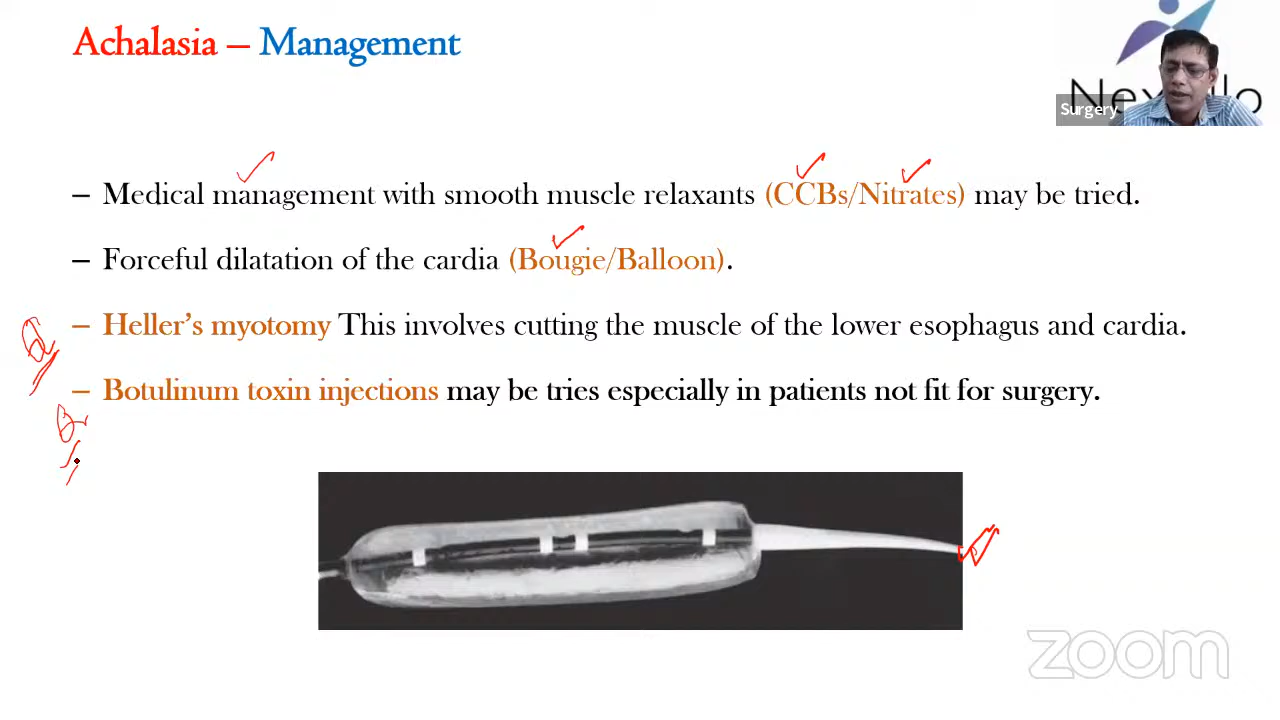 Achalasia – Management
Surgery
– Medical management with smooth muscle relaxants (CCBs/Nitrates) may be tried.
– Forceful dilatation of the cardia (Bougie/Balloon).
– Heller's myotomy This involves cutting the muscle of the lower esophagus and cardia.
– Botulinum toxin injections may be tries especially in patients not fit for surgery.
zoom